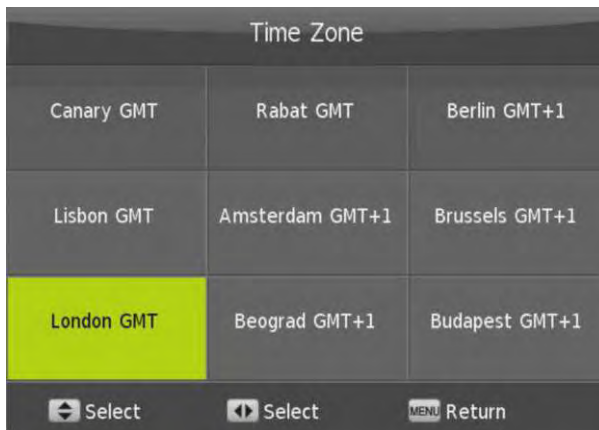 Time Zone
Canary GMT Rabat GMT Berlin GMT+1
Lisbon GMT Amsterdam GMT+1 Brussels GMT+1
London GMT Beograd GMT+1 Budapest GMT+1
Select Select MENU Return